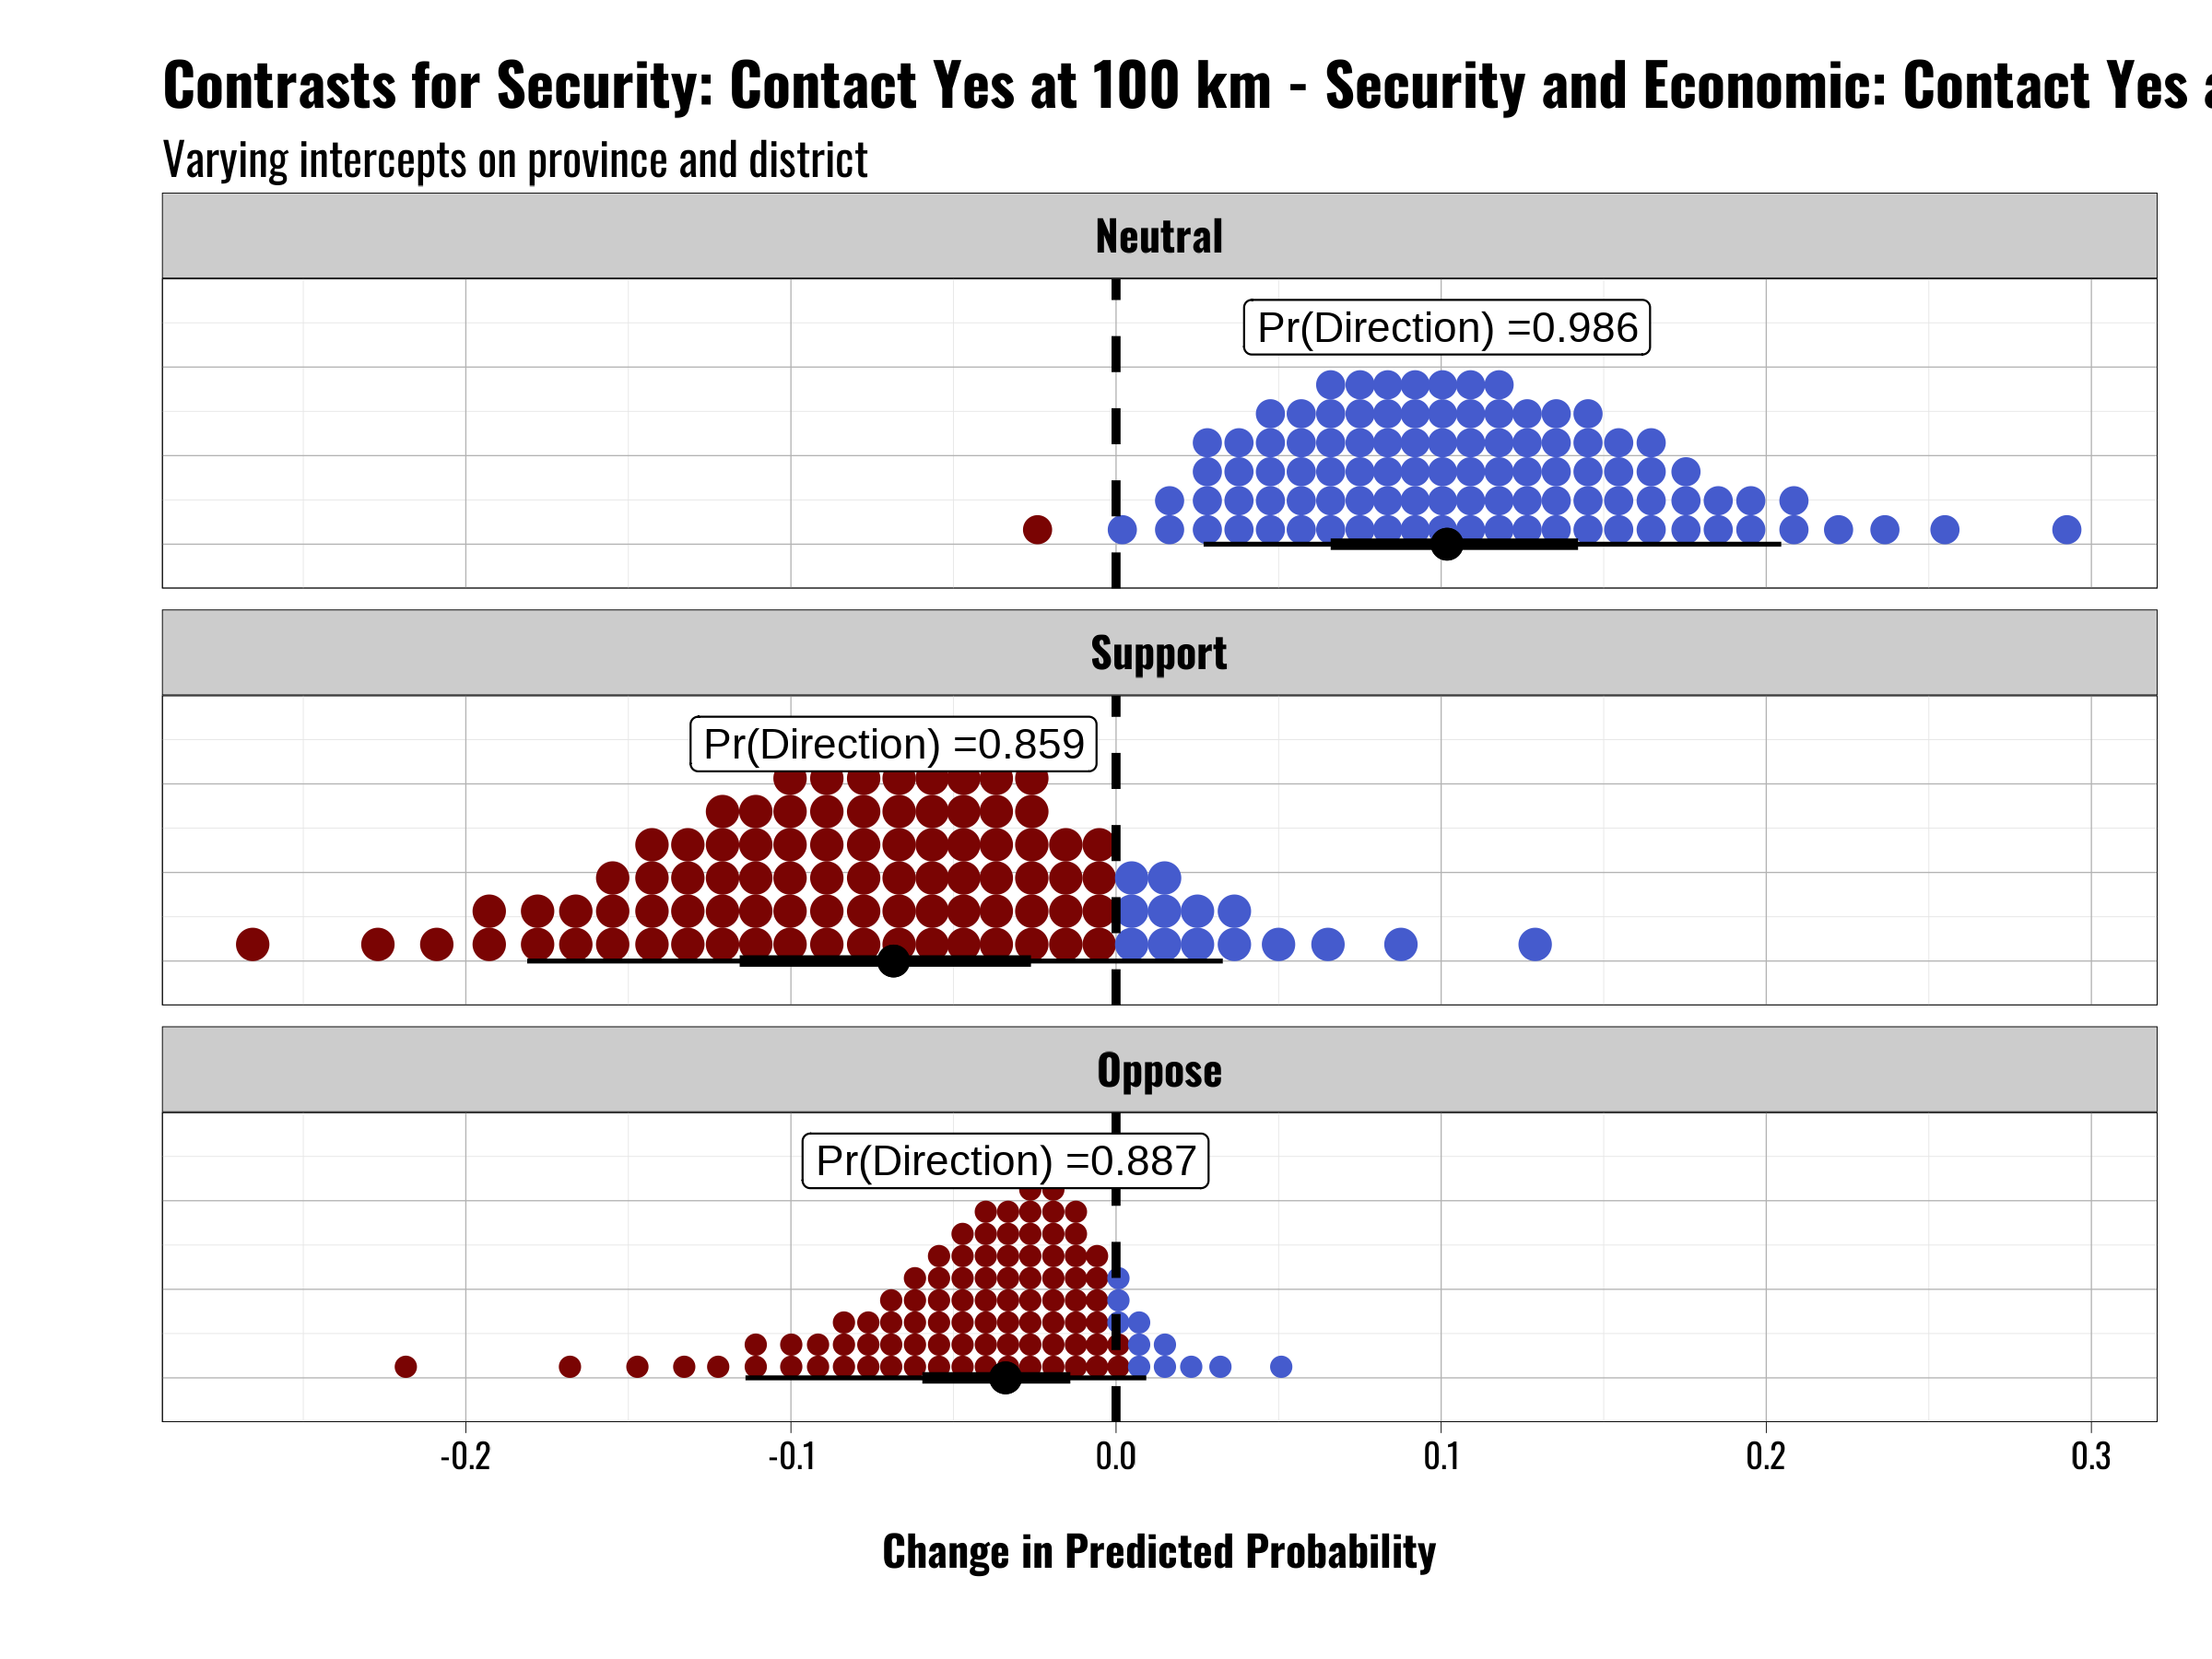 Contrasts for Security: Contact Yes at 100 km - Security and Economic: Contact Yes
Varying intercepts on province and district
Neutral
Pr(Direction) =0.986
Support
Pr(Direction) =0.859
Oppose
Pr(Direction) =0.887
-0.2 -0.1 0.0 0.1 0.2 0.3
Change in Predicted Probability